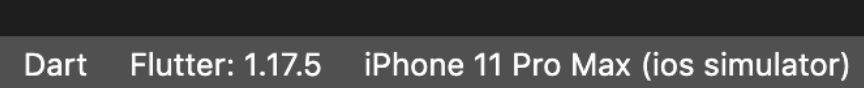 Dart Flutter: 1.17.5 iPhone 11 Pro Max (ios simulator)